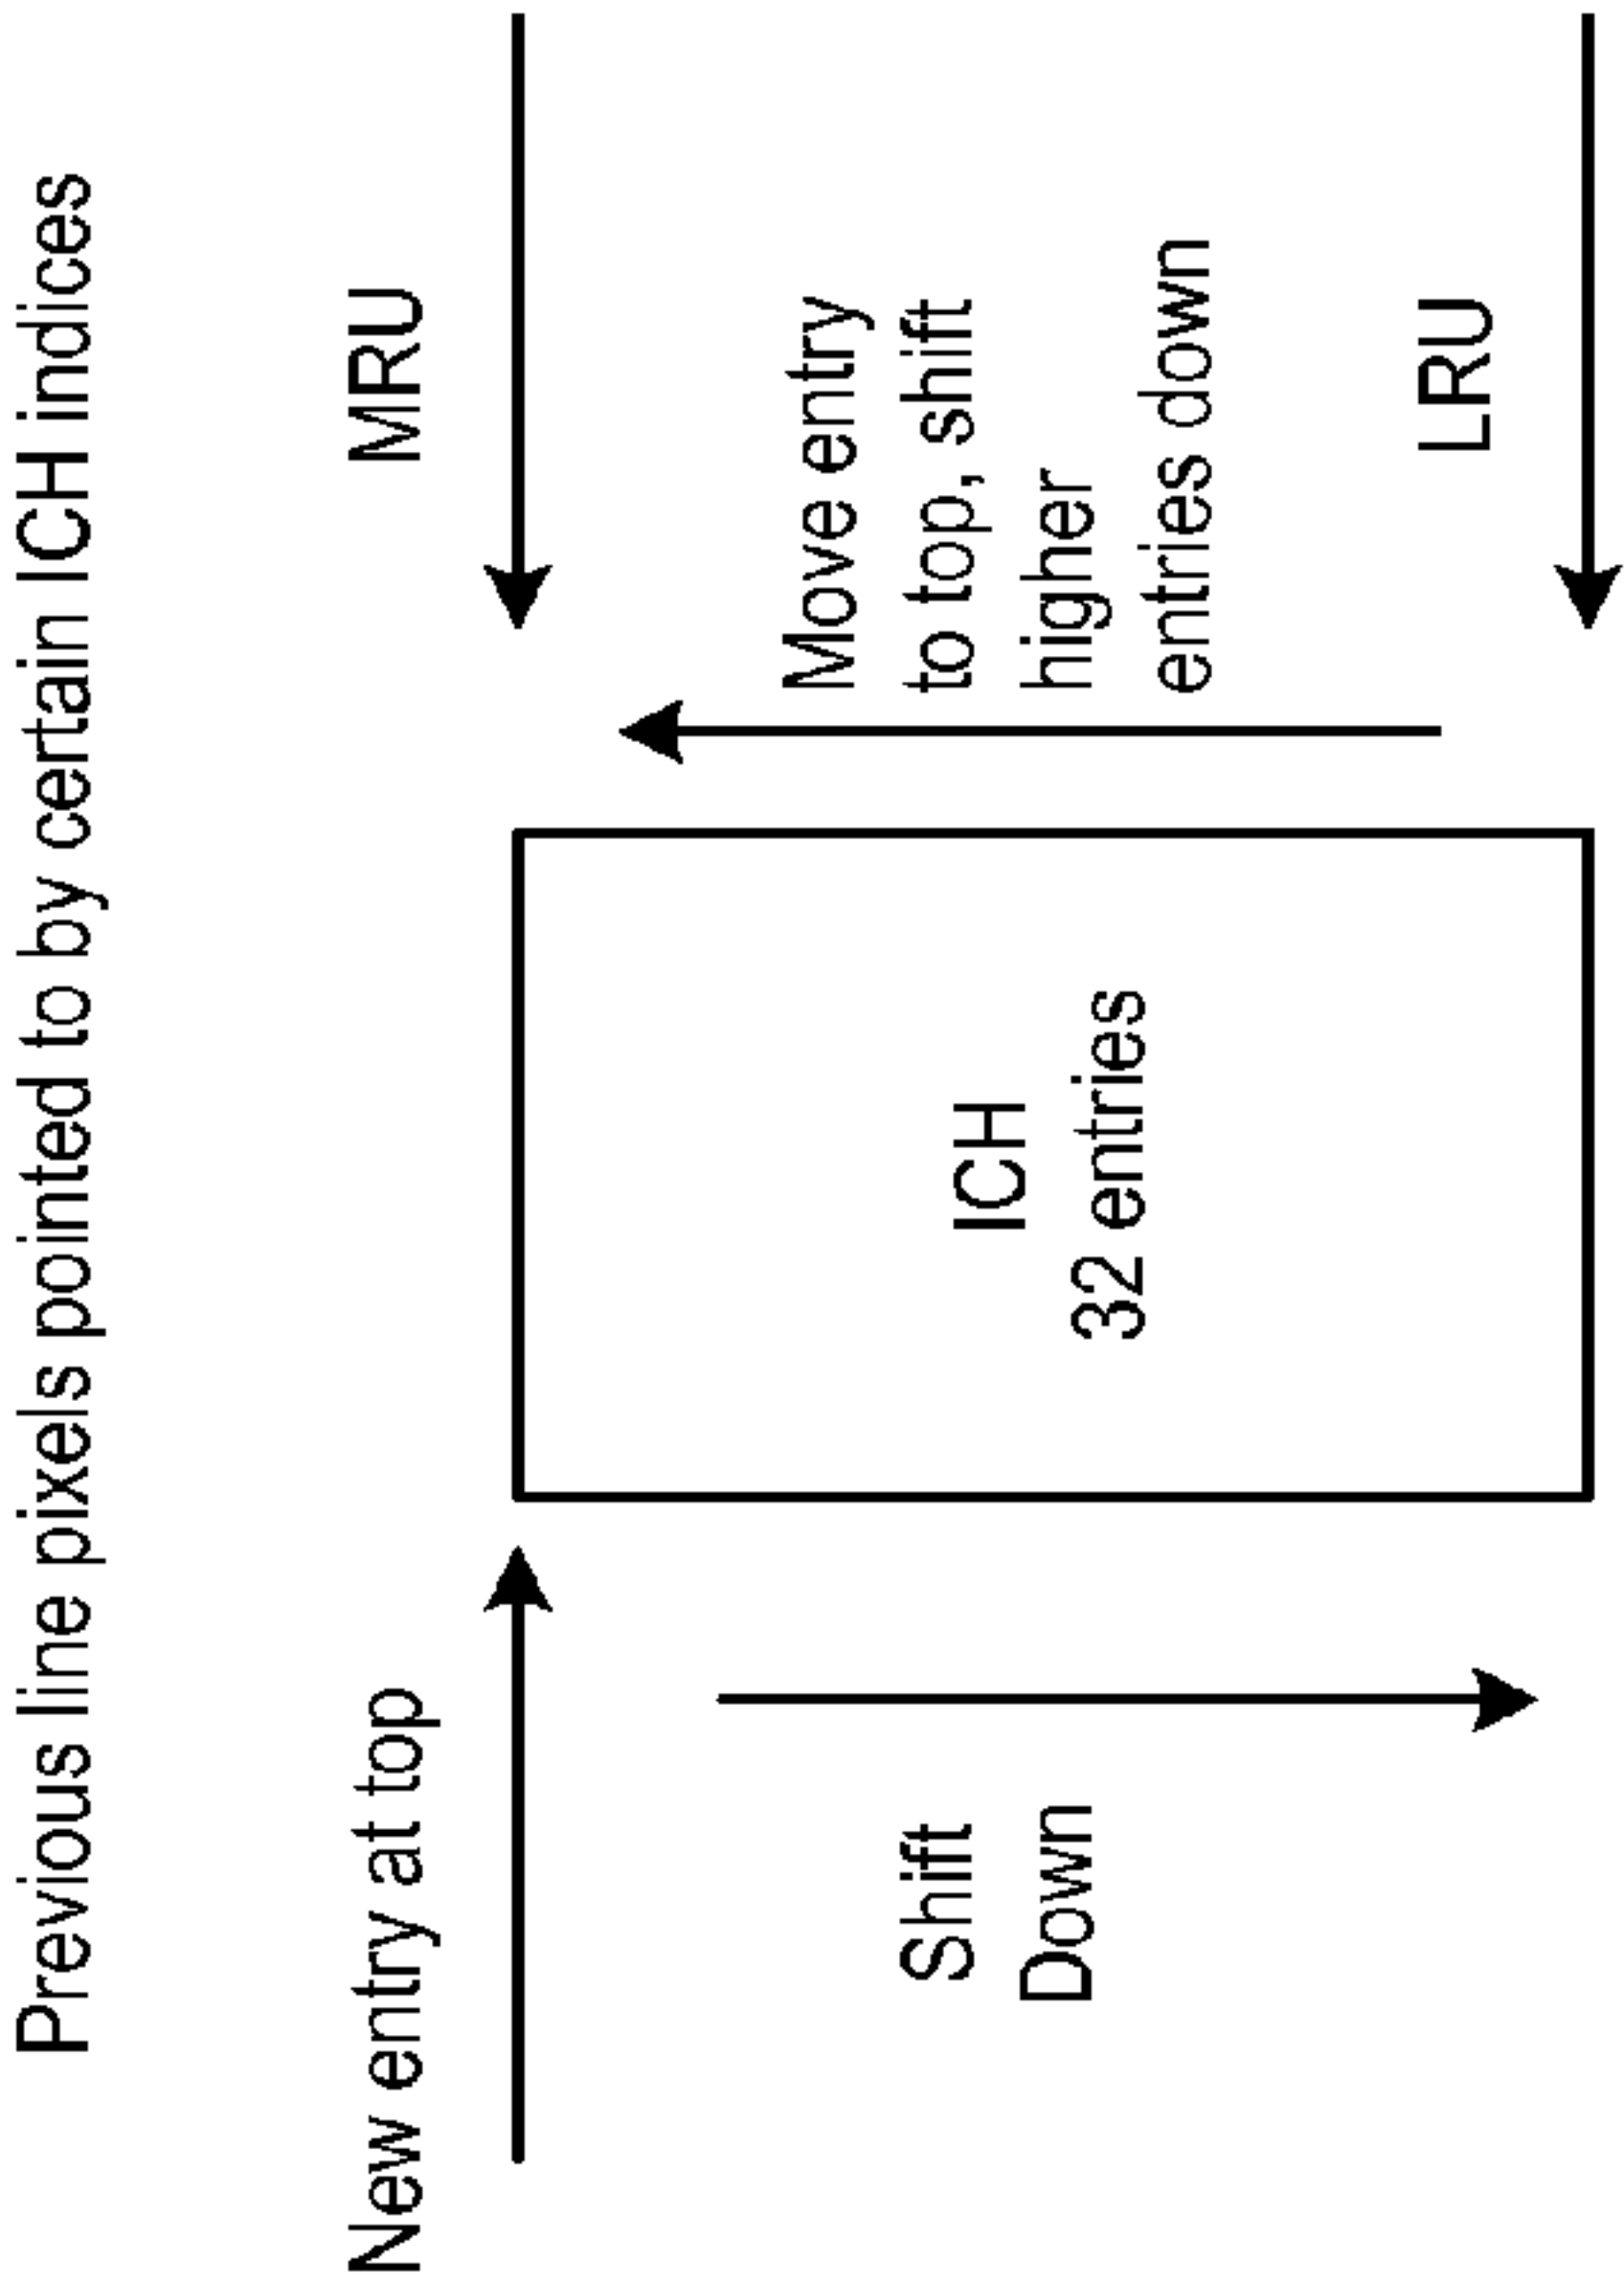 Previous line pixels pointed to by certain ICH indices
New entry at top
MRU
Shift
Down
ICH
32 entries
Move entry
to top, shift
higher
entries down
LRU